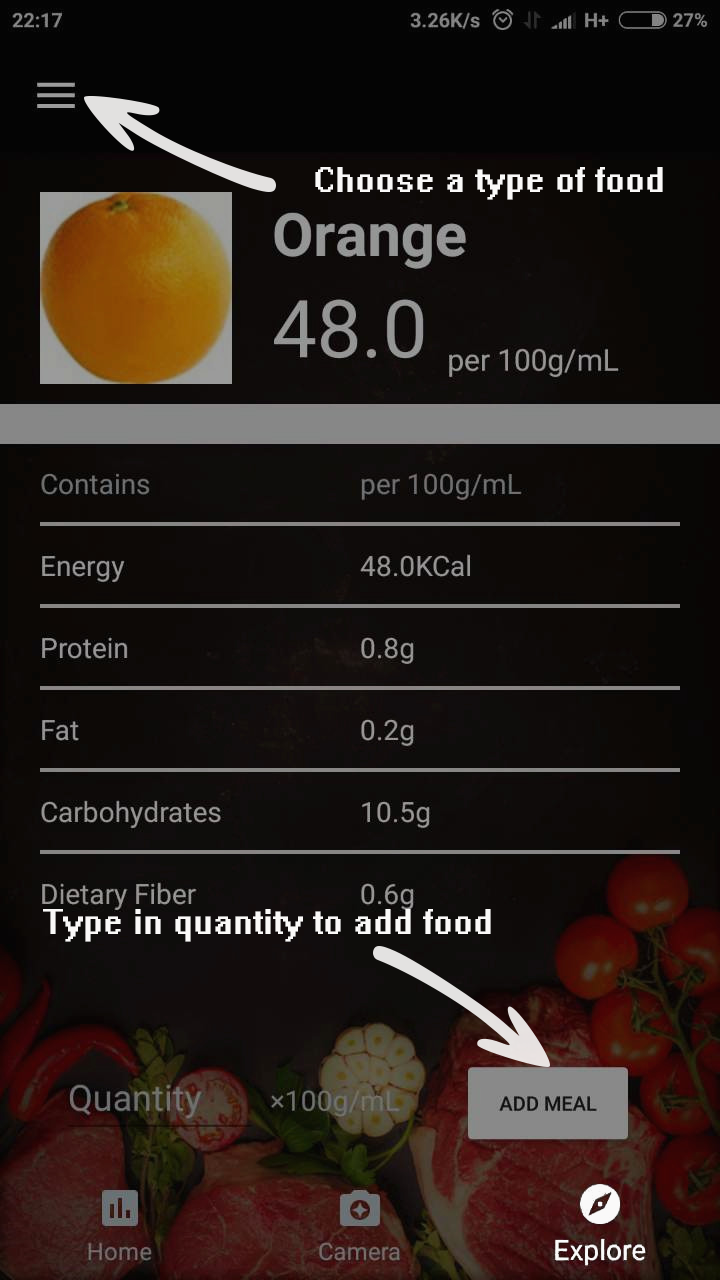 22:17 3.26K/s H+ 27%
Choose a type of food
Orange
48.0 per 100g/mL
Contains per 100g/mL
Energy 48.0KCal
Protein 0.8g
Fat 0.2g
Carbohydrates 10.5g
Dietary Fiber 0.6g
Type in quantity to add food
Quantity ×100g/mL ADD MEAL
Home Camera Explore